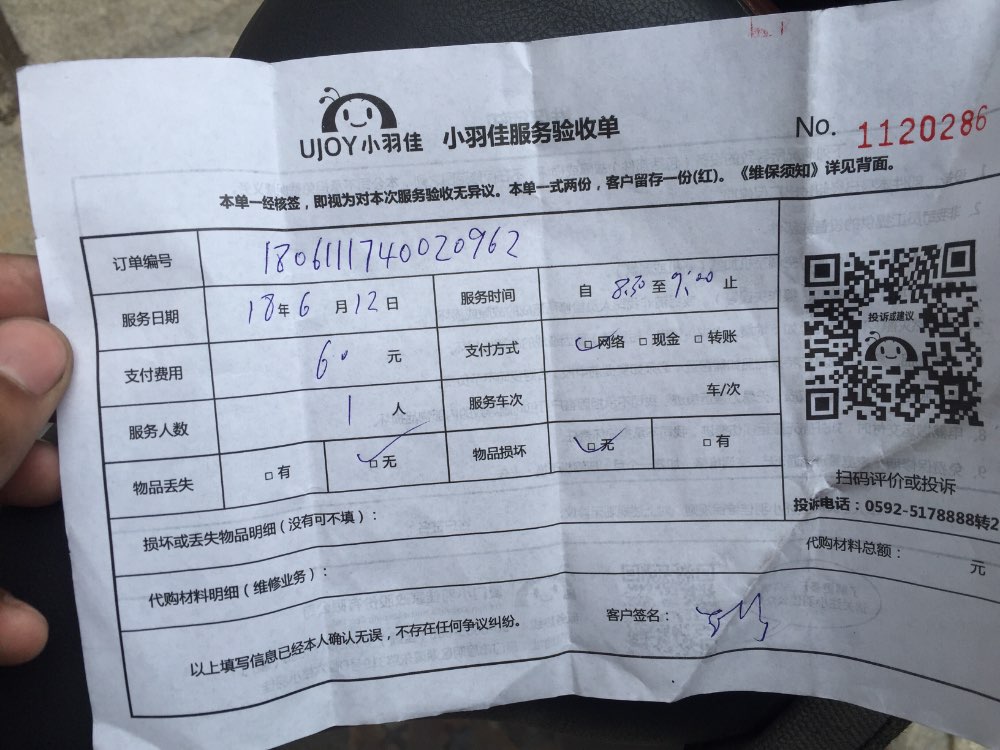 UJOY小羽佳 小羽佳服务验收单 No. 1120286
本单一经核签，即视为对本次服务验收无异议。本单一式两份，客户留存一份(红)。《维保须知》详见背面。
订单编号 1806111740020962
服务日期 18年6月12日 服务时间 自 8:30 至 9:00 止
支付费用 60 元 支付方式 □网络 □现金 □转账
服务人数 1 人 服务车次 车/次
物品丢失 □有 □无 物品损坏 □无 □有
投诉或建议
扫码评价或投诉
投诉电话：0592-5178888转2
损坏或丢失物品明细（没有可不填）：
代购材料明细（维修业务）： 代购材料总额： 元
以上填写信息已经本人确认无误，不存在任何争议纠纷。 客户签名：